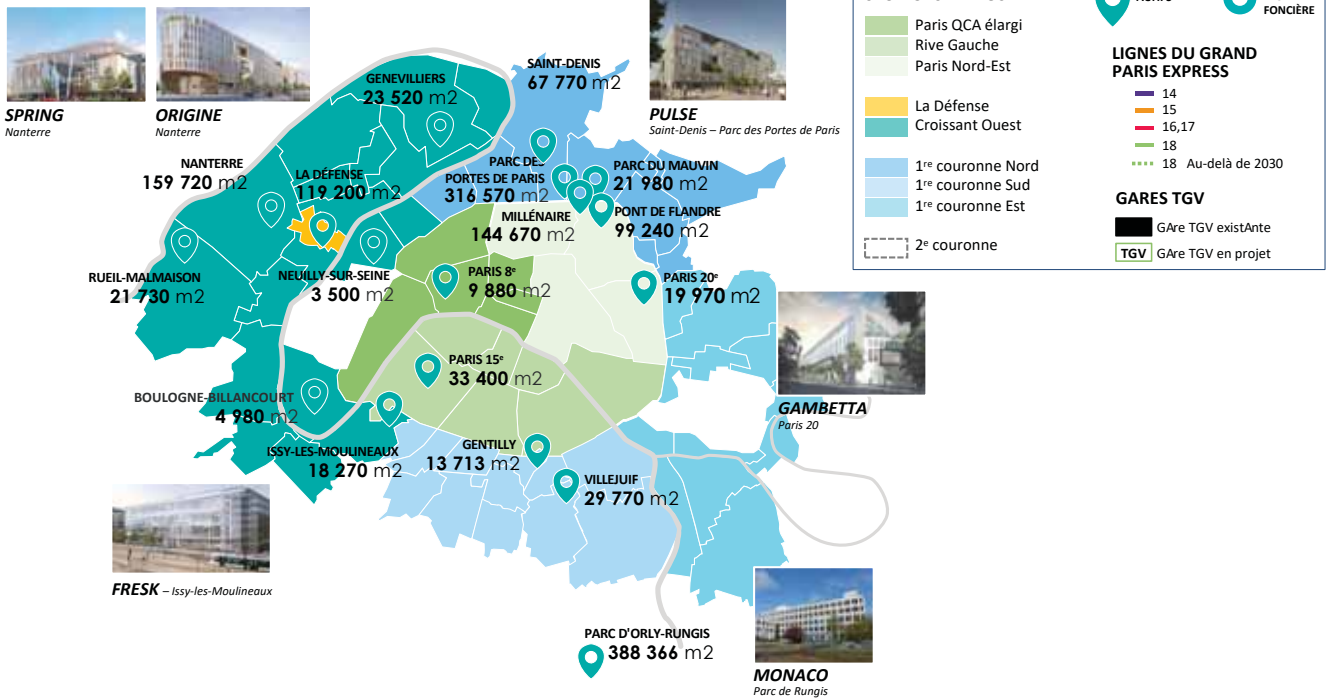 FONCIÈRE
Paris QCA élargi
Rive Gauche
Paris Nord-Est
La Défense
Croissant Ouest
1re couronne Nord
1re couronne Sud
1re couronne Est
2e couronne
LIGNES DU GRAND
PARIS EXPRESS
14
15
16,17
18
18 Au-delà de 2030
GARES TGV
GAre TGV existAnte
TGV GAre TGV en projet
SPRING
Nanterre
ORIGINE
Nanterre
PULSE
Saint-Denis – Parc des Portes de Paris
GENEVILLIERS
23 520 m2
SAINT-DENIS
67 770 m2
NANTERRE
159 720 m2
LA DÉFENSE
119 200 m2
PARC DES
PORTES DE PARIS
316 570 m2
PARC DU MAUVIN
21 980 m2
MILLÉNAIRE
144 670 m2
PONT DE FLANDRE
99 240 m2
RUEIL-MALMAISON
21 730 m2
NEUILLY-SUR-SEINE
3 500 m2
PARIS 8e
9 880 m2
PARIS 20e
19 970 m2
PARIS 15e
33 400 m2
BOULOGNE-BILLANCOURT
4 980 m2
GAMBETTA
Paris 20
ISSY-LES-MOULINEAUX
18 270 m2
GENTILLY
13 713 m2
VILLEJUIF
29 770 m2
FRESK – Issy-les-Moulineaux
PARC D'ORLY-RUNGIS
388 366 m2
MONACO
Parc de Rungis